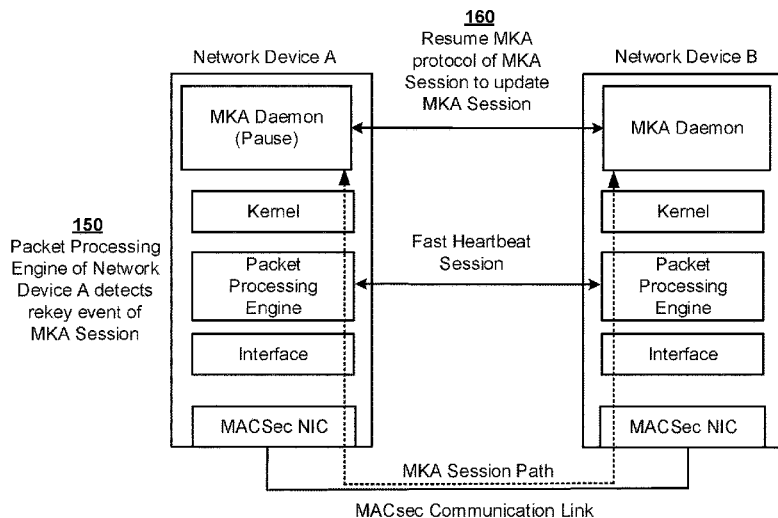 160
Resume MKA
protocol of MKA
Session to update
MKA Session
Network Device A
Network Device B
MKA Daemon
(Pause)
MKA Daemon
Kernel
Kernel
150
Packet Processing
Engine of Network
Device A detects
rekey event of
MKA Session
Fast Heartbeat
Session
Packet
Processing
Engine
Packet
Processing
Engine
Interface
Interface
MACSec NIC
MACSec NIC
MKA Session Path
MACsec Communication Link